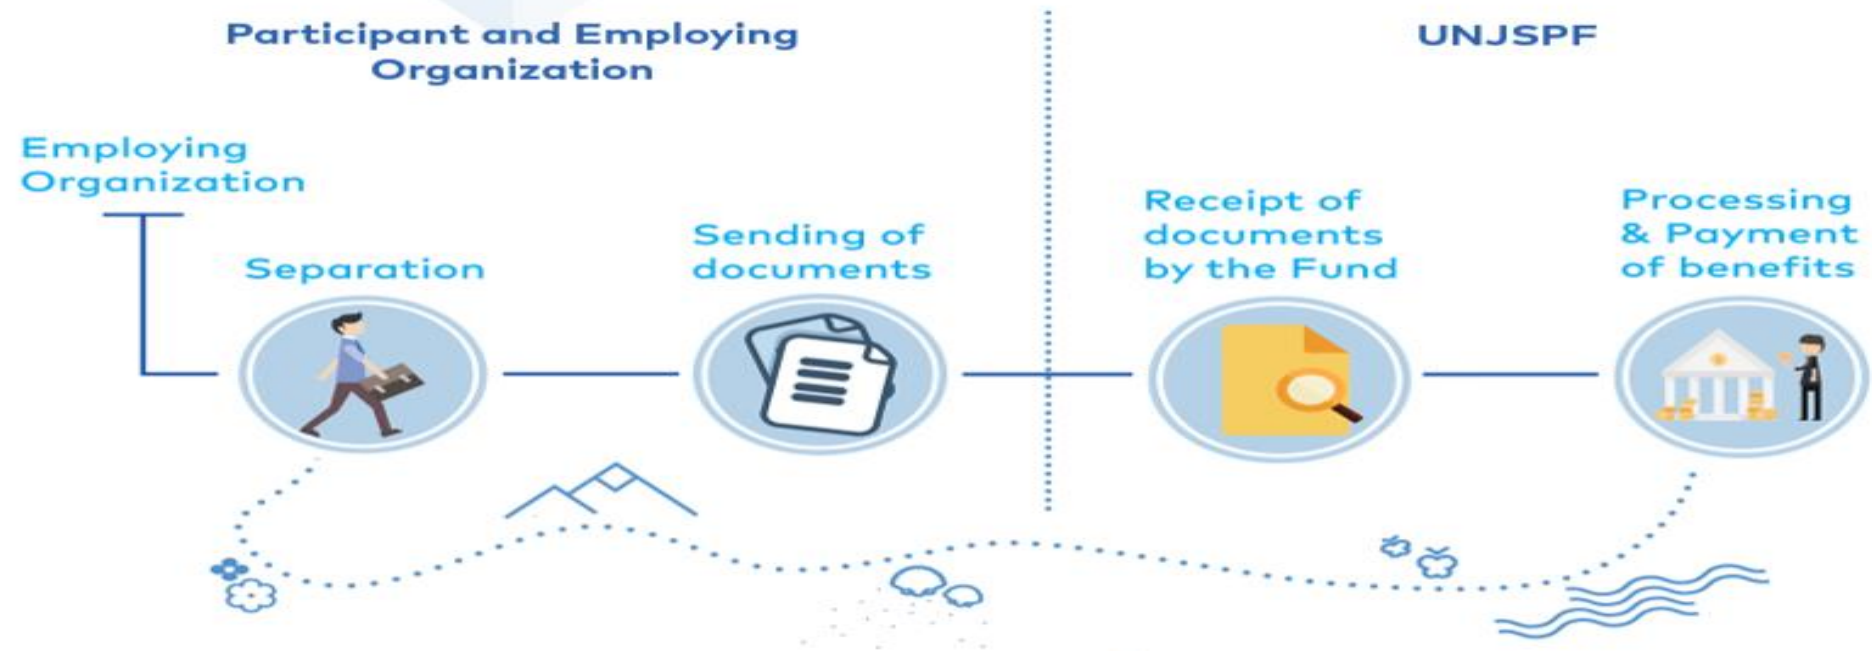 Participant and Employing
Organization
UNJSPF
Employing
Organization
Separation
Sending of
documents
Receipt of
documents
by the Fund
Processing
& Payment
of benefits